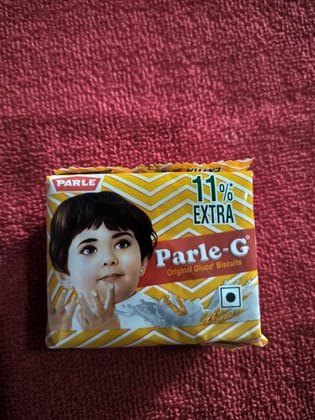 PARLE
11%
EXTRA
Parle-G®
Original Gluco® Biscuits